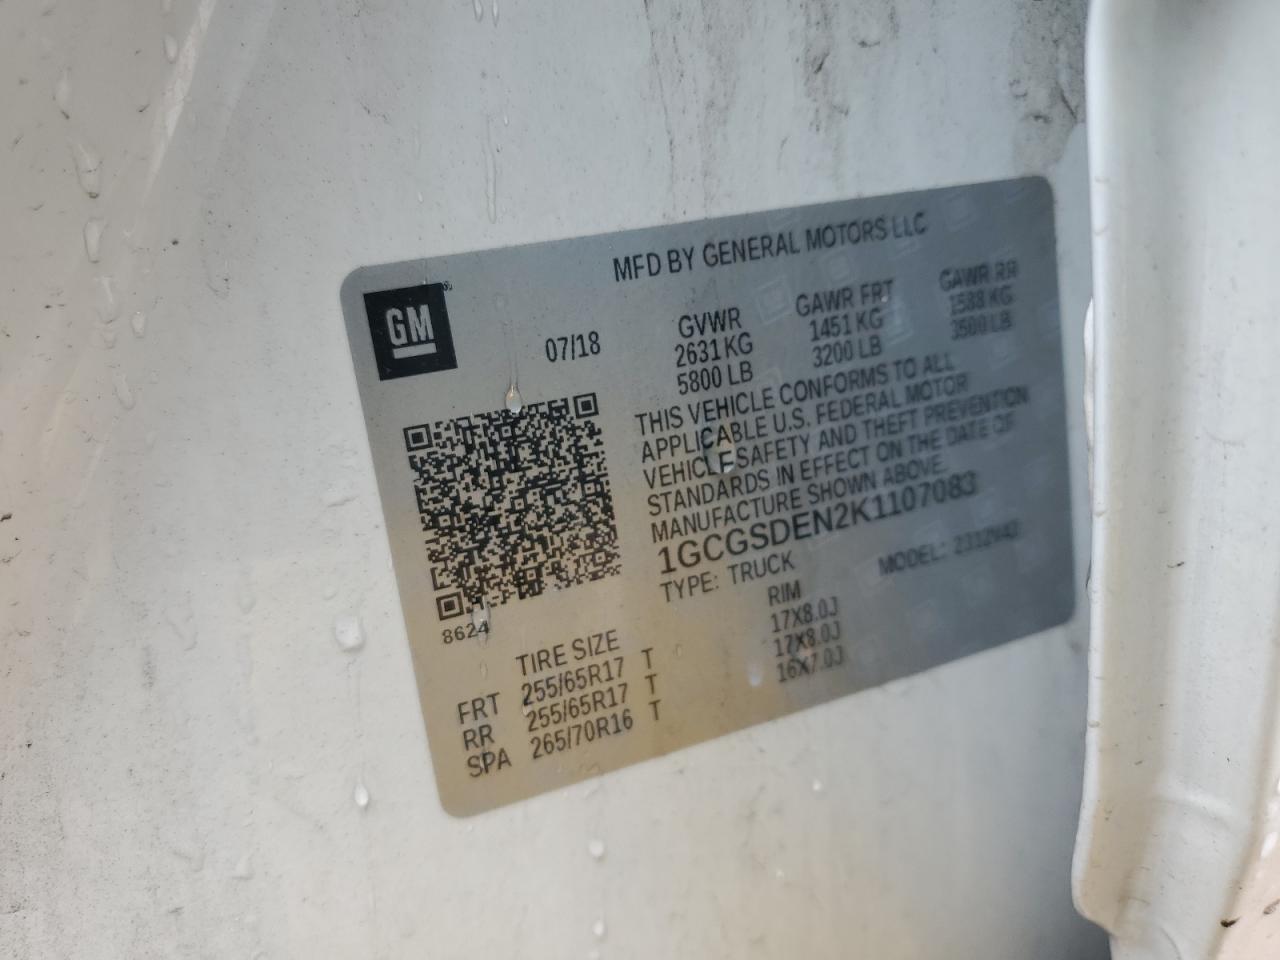 MFD BY GENERAL MOTORS LLC
GM
07/18
GVWR GAWR FRT GAWR RR
2631 KG 1451 KG 1588 KG
5800 LB 3200 LB 3500 LB
THIS VEHICLE CONFORMS TO ALL
APPLICABLE U.S. FEDERAL MOTOR
VEHICLE SAFETY AND THEFT PREVENTION
STANDARDS IN EFFECT ON THE DATE OF
MANUFACTURE SHOWN ABOVE.
1GCGSDEN2K1107083
TYPE: TRUCK MODEL:
8624
TIRE SIZE RIM
FRT 255/65R17 T 17X8.0J
RR 255/65R17 T 17X8.0J
SPA 265/70R16 T 16X7.0J